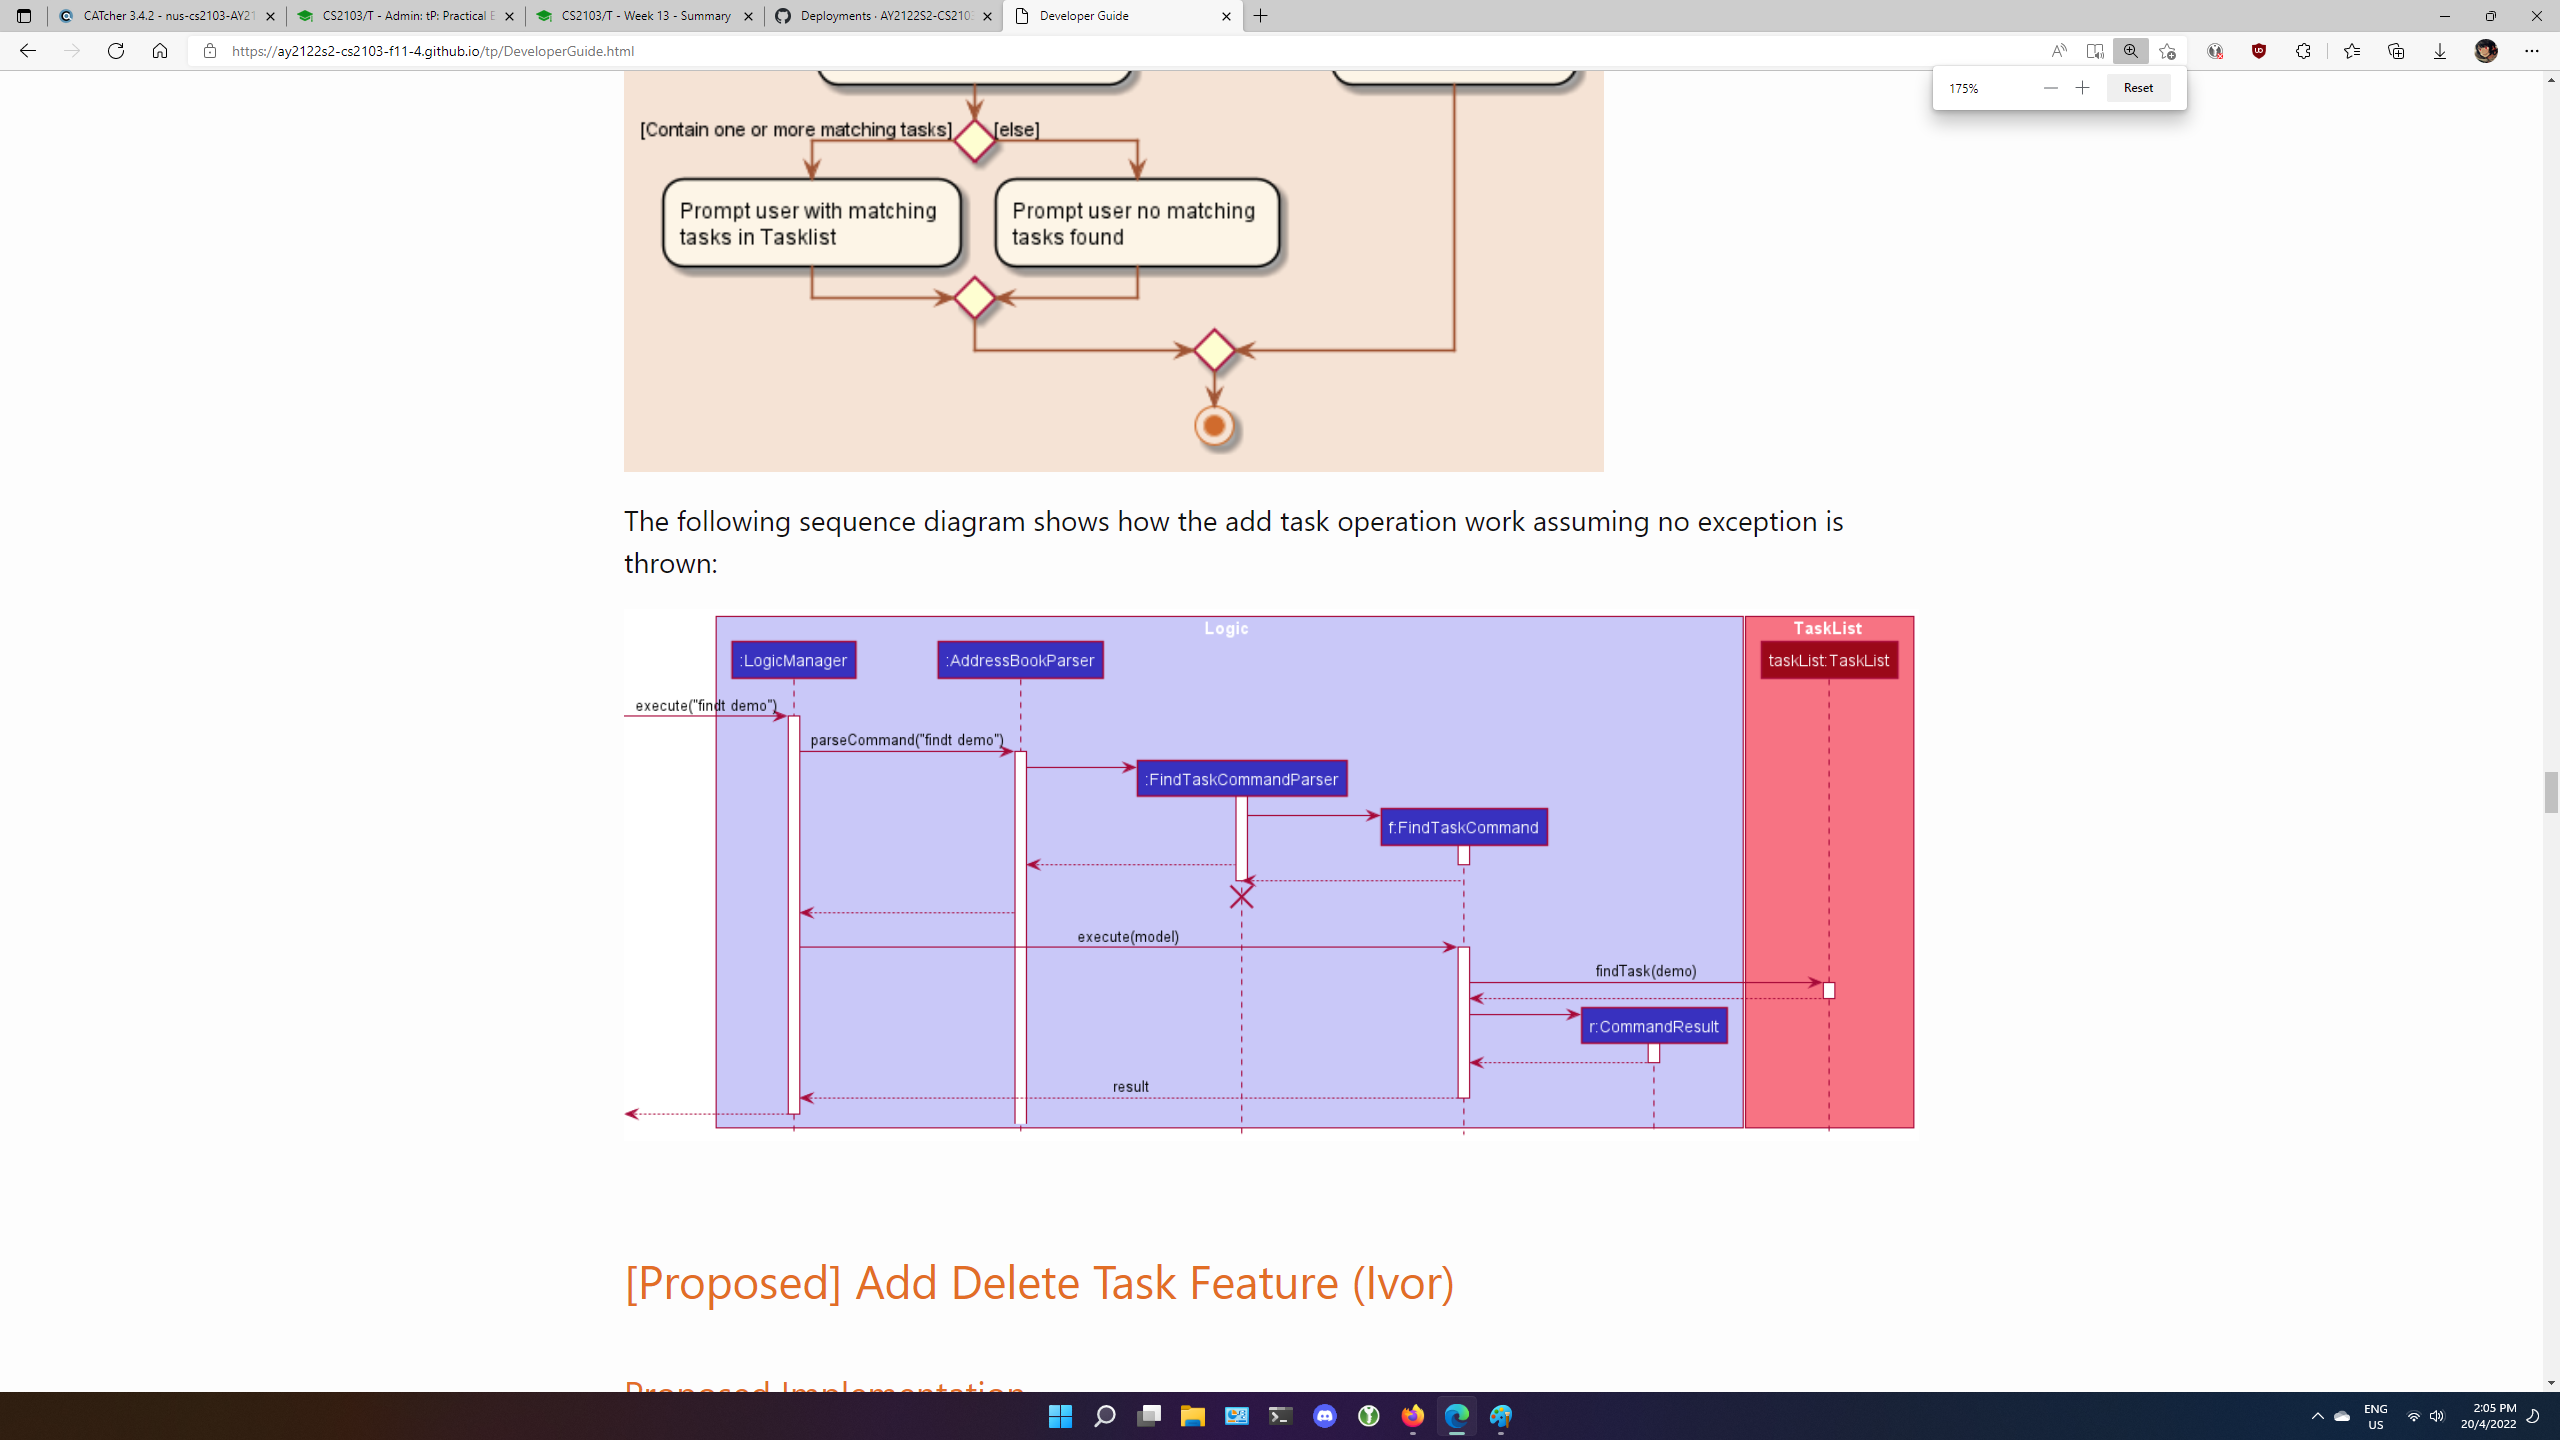 CATcher 3.4.2 - nus-cs2103-AY21
CS2103/T - Admin: tP: Practical E
CS2103/T - Week 13 - Summary
Deployments · AY2122S2-CS2103
Developer Guide
https://ay2122s2-cs2103-f11-4.github.io/tp/DeveloperGuide.html
175%
Reset
[Contain one or more matching tasks]
[else]
Prompt user with matching
tasks in Tasklist
Prompt user no matching
tasks found
The following sequence diagram shows how the add task operation work assuming no exception is
thrown:
Logic
TaskList
:LogicManager
:AddressBookParser
taskList:TaskList
execute("findt demo")
parseCommand("findt demo")
:FindTaskCommandParser
f:FindTaskCommand
execute(model)
findTask(demo)
r:CommandResult
result
[Proposed] Add Delete Task Feature (Ivor)
Proposed Implementation
ENG
US
2:05 PM
20/4/2022